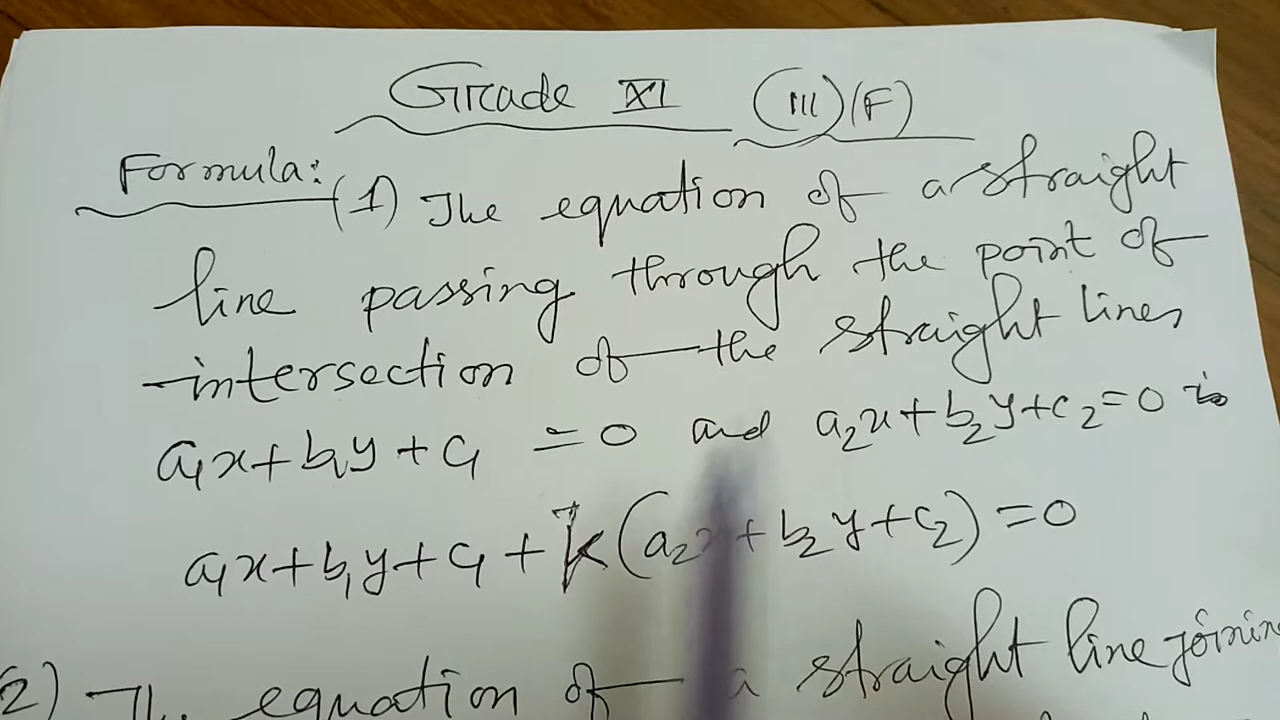 Grade XI (III)(F)
Formula: (1) The equation of a straight
line passing through the point of
intersection of the straight lines
a₁x+b₁y+c₁ =0 and a₂x+b₂y+c₂=0 is
a₁x+b₁y+c₁+k(a₂x+b₂y+c₂)=0
2) The equation of a straight line joining